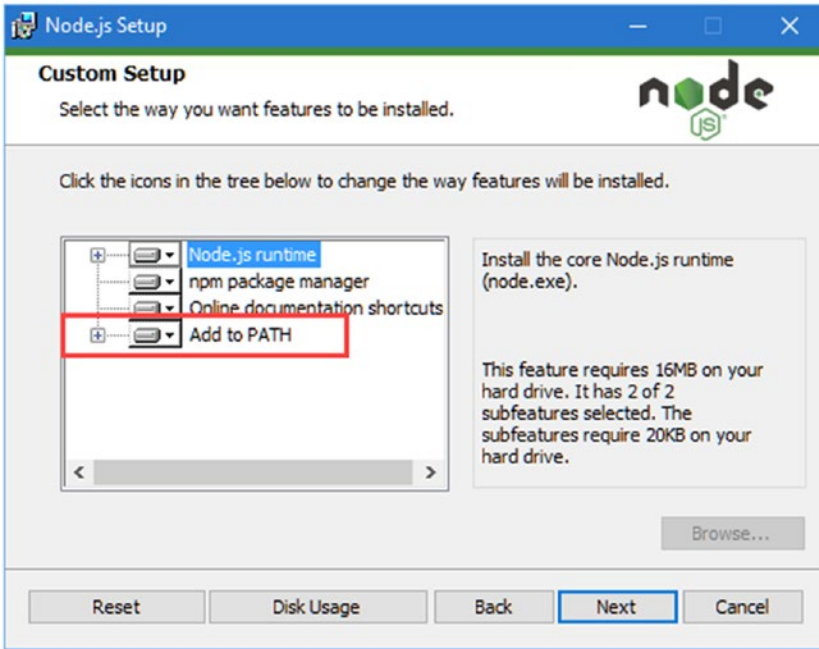 Node.js Setup
Custom Setup
Select the way you want features to be installed.
node
JS
Click the icons in the tree below to change the way features will be installed.
Node.js runtime
npm package manager
Online documentation shortcuts
Add to PATH
Install the core Node.js runtime
(node.exe).
This feature requires 16MB on your
hard drive. It has 2 of 2
subfeatures selected. The
subfeatures require 20KB on your
hard drive.
Browse...
Reset
Disk Usage
Back
Next
Cancel